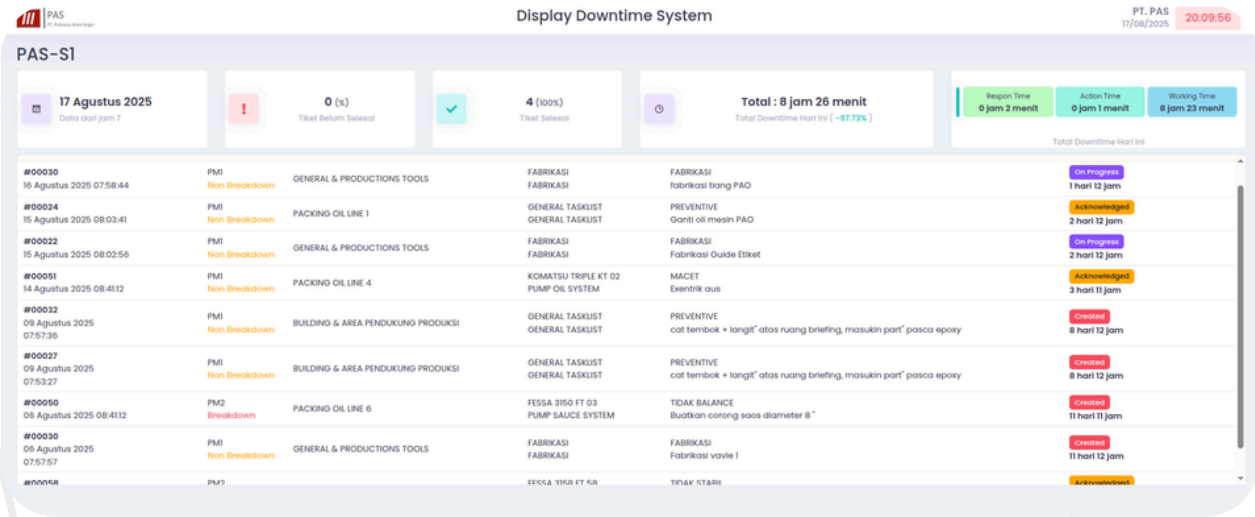 PAS
PT. Pratama Alam Segar
Display Downtime System
PT. PAS
17/08/2025
20:09:56
PAS-S1
17 Agustus 2025
Data dari jam 7
0 (%)
Tiket Belum Selesai
4 (100%)
Tiket Selesai
Total : 8 jam 26 menit
Total Downtime Hari Ini ( -97.73% )
Respon Time
0 jam 2 menit
Action Time
0 jam 1 menit
Working Time
8 jam 23 menit
Total Downtime Hari Ini
#00030 PM1 GENERAL & PRODUCTIONS TOOLS FABRIKASI FABRIKASI On Progress
16 Agustus 2025 07:58:44 Non Breakdown FABRIKASI fabrikasi tiang PAO 1 hari 12 jam
#00024 PM1 PACKING OIL LINE 1 GENERAL TASKLIST PREVENTIVE Acknowledged
15 Agustus 2025 08:03:41 Non Breakdown GENERAL TASKLIST Ganti oli mesin PAO 2 hari 12 jam
#00022 PM1 GENERAL & PRODUCTIONS TOOLS FABRIKASI FABRIKASI On Progress
15 Agustus 2025 08:02:56 Non Breakdown FABRIKASI Fabrikasi Guide Etiket 2 hari 12 jam
#00051 PM1 PACKING OIL LINE 4 KOMATSU TRIPLE KT 02 MACET Acknowledged
14 Agustus 2025 08:41:12 Non Breakdown PUMP OIL SYSTEM Exentrik aus 3 hari 11 jam
#00032 PM1 BUILDING & AREA PENDUKUNG PRODUKSI GENERAL TASKLIST PREVENTIVE Created
09 Agustus 2025 Non Breakdown GENERAL TASKLIST cat tembok + langit" atas ruang briefing, masukin part" pasca epoxy 8 hari 12 jam
07:57:36
#00027 PM1 BUILDING & AREA PENDUKUNG PRODUKSI GENERAL TASKLIST PREVENTIVE Created
09 Agustus 2025 Non Breakdown GENERAL TASKLIST cat tembok + langit" atas ruang briefing, masukin part" pasca epoxy 8 hari 12 jam
07:53:27
#00050 PM2 PACKING OIL LINE 6 FESSA 3150 FT 03 TIDAK BALANCE Created
06 Agustus 2025 08:41:12 Breakdown PUMP SAUCE SYSTEM Buatkan corong saos diameter 8 " 11 hari 11 jam
#00030 PM1 GENERAL & PRODUCTIONS TOOLS FABRIKASI FABRIKASI Created
06 Agustus 2025 Non Breakdown FABRIKASI Fabrikasi vavle 1 11 hari 12 jam
07:57:57
#00058 PM2 FESSA 3158 FT 58 TIDAK STABIL Acknowledged